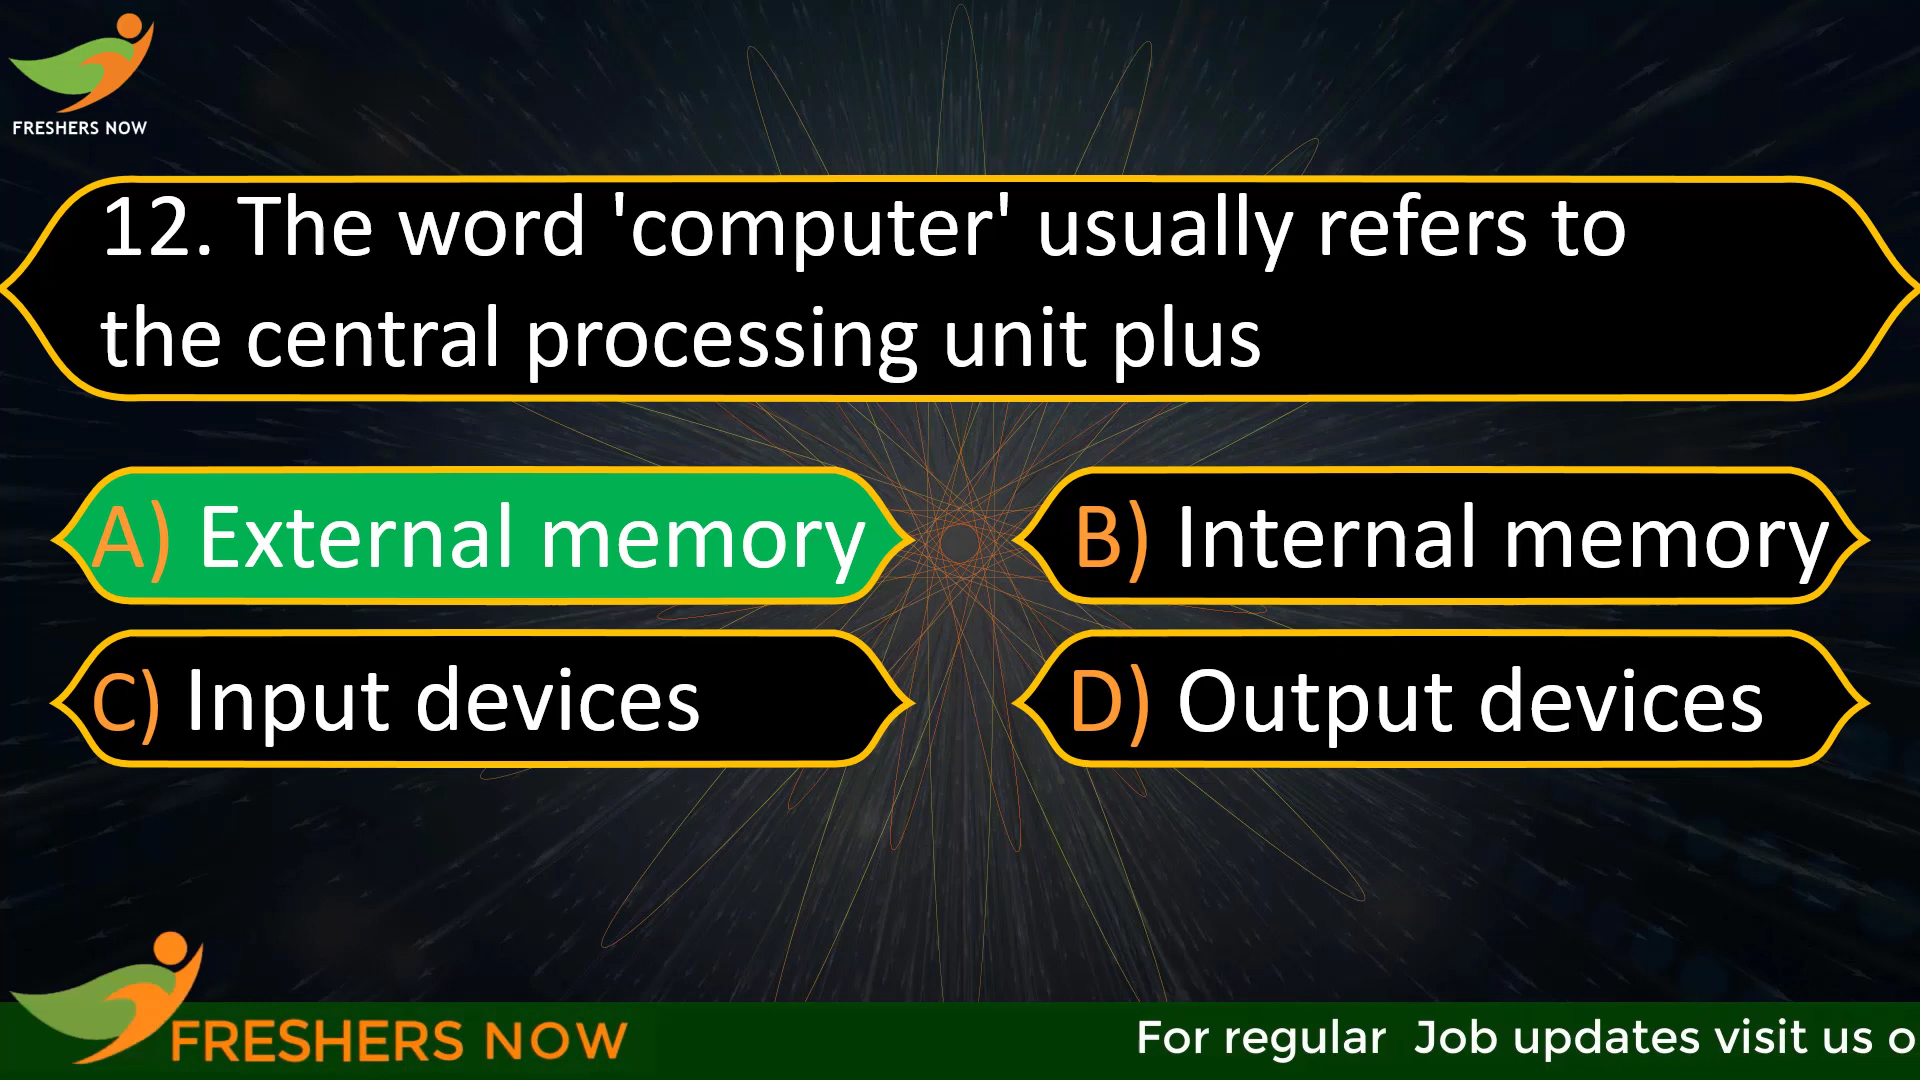 FRESHERS NOW
12. The word 'computer' usually refers to
the central processing unit plus
A) External memory
B) Internal memory
C) Input devices
D) Output devices
FRESHERS NOW
For regular Job updates visit us o